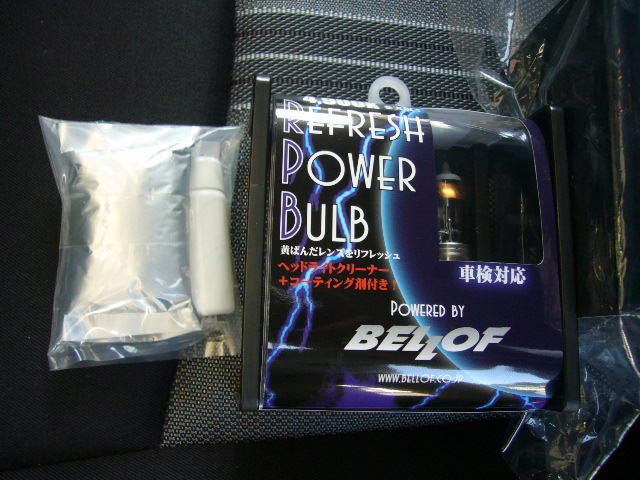 REFRESH
POWER
BULB
黄ばんだレンズをリフレッシュ
ヘッドライトクリーナー
+コーティング剤付き!
車検対応
POWERED BY
BELLOF
WWW.BELLOF.CO.JP